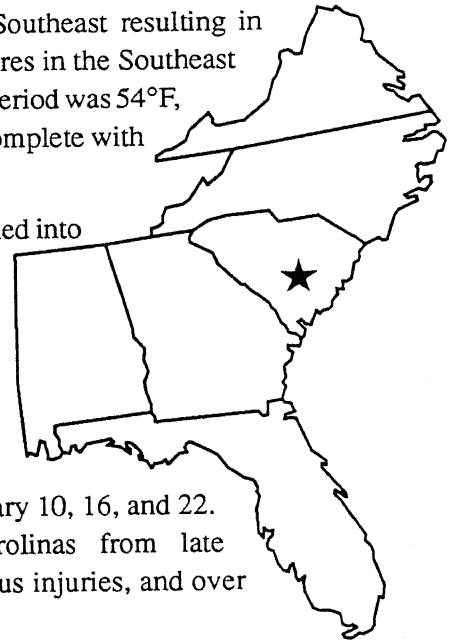 Southeast resulting in
res in the Southeast
eriod was 54°F,
omplete with
ed into
ary 10, 16, and 22.
rolinas from late
us injuries, and over